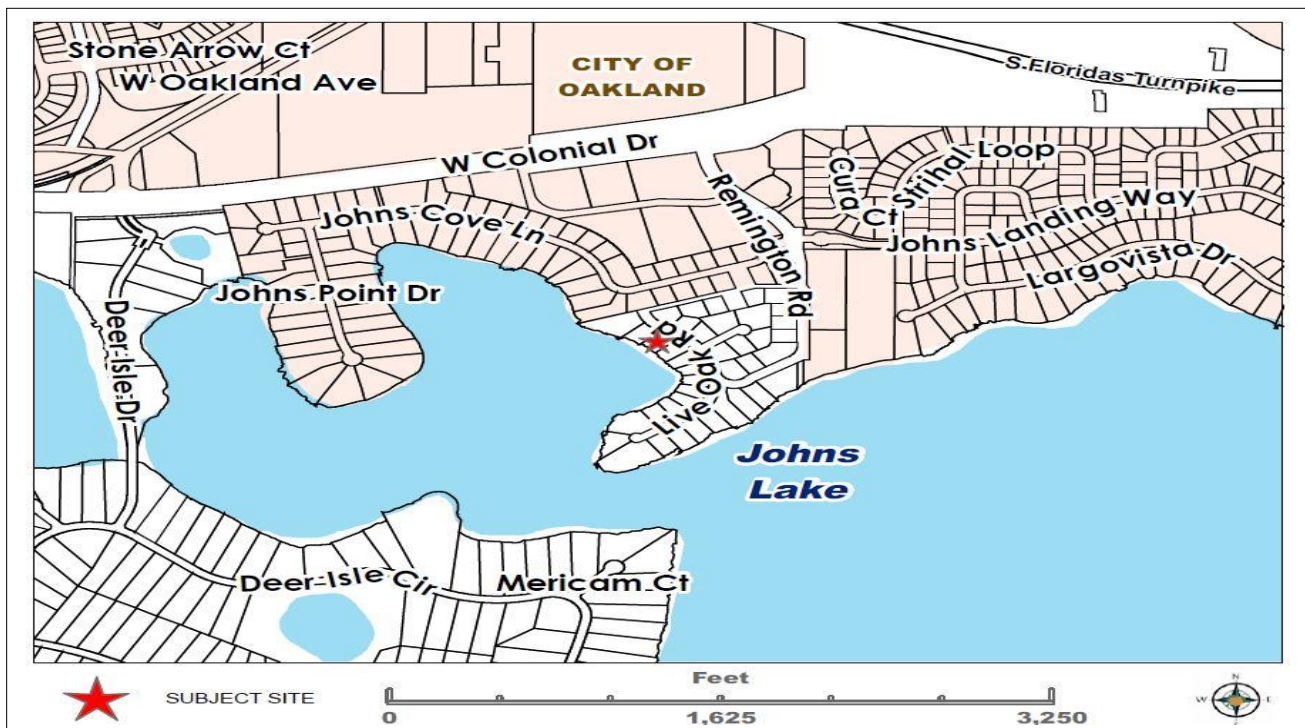 Stone Arrow Ct
W Oakland Ave
CITY OF
OAKLAND
S Floridas Turnpike
W Colonial Dr
Remington Rd
Cura Ct
Strihal Loop
Johns Landing Way
Largovista Dr
Johns Cove Ln
Johns Point Dr
Deer Isle Dr
Live Oak Rd
Johns
Lake
Deer Isle Cir
Mericam Ct
SUBJECT SITE
Feet
0 1,625 3,250
N
W E
S